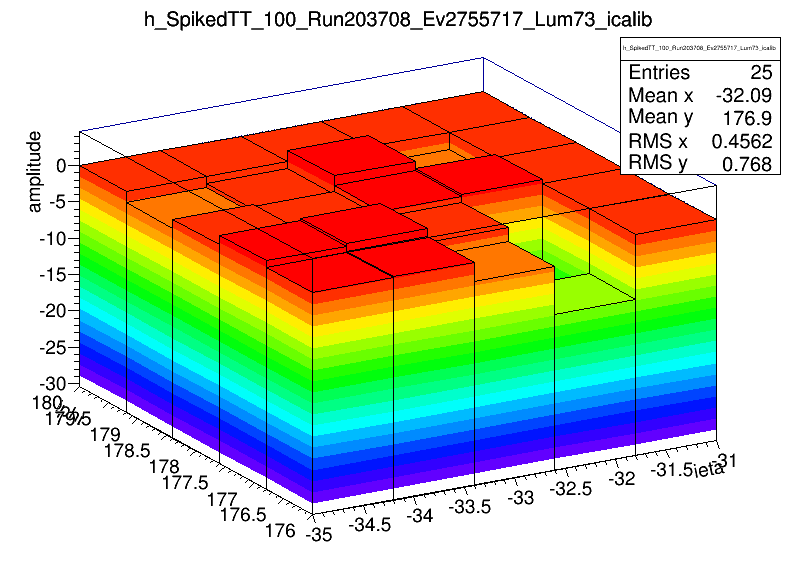 h_SpikedTT_100_Run203708_Ev2755717_Lum73_icalib
h_SpikedTT_100_Run203708_Ev2755717_Lum73_icalib
Entries 25
Mean x -32.09
Mean y 176.9
RMS x 0.4562
RMS y 0.768
amplitude
0
-5
-10
-15
-20
-25
-30
180
179.5
179
178.5
178
177.5
177
176.5
176
-35
-34.5
-34
-33.5
-33
-32.5
-32
-31.5
ieta
-31